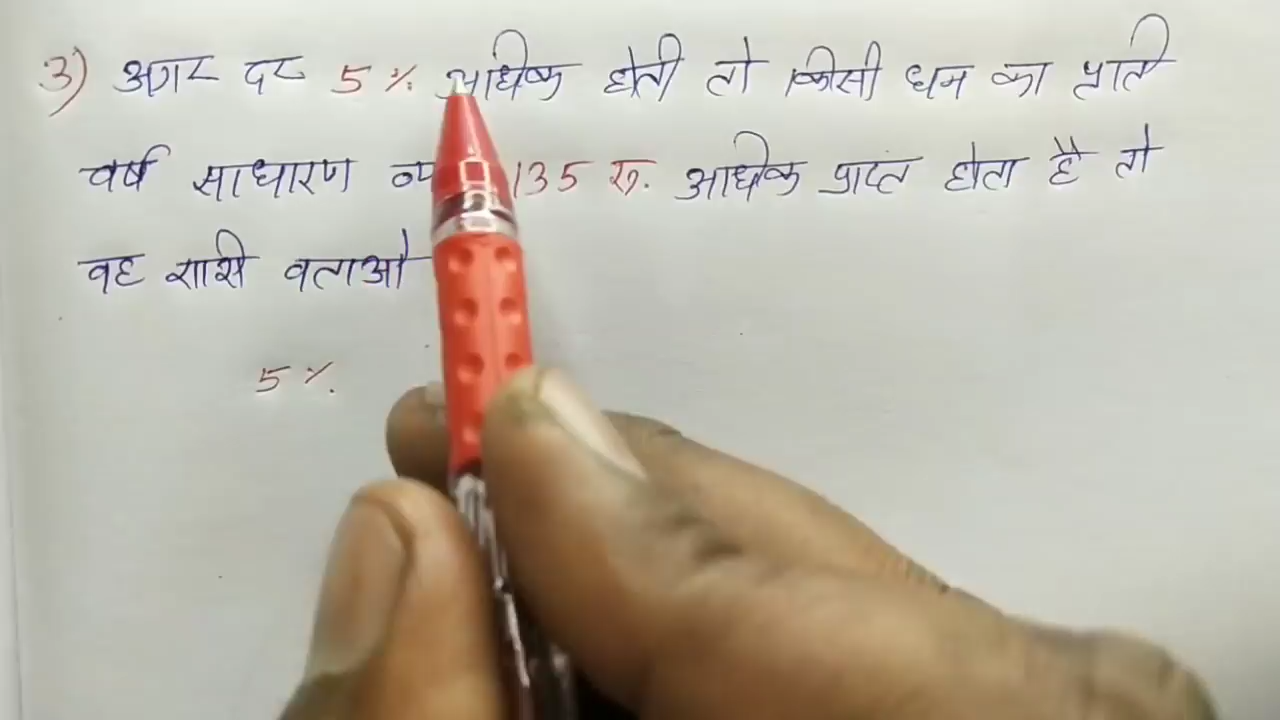 3) अगर दर 5 % अधिक होती तो किसी धन का प्रति
वर्ष साधारण 135 रु. अधिक प्राप्त होता है तो
वह राशि बताओ
5 %